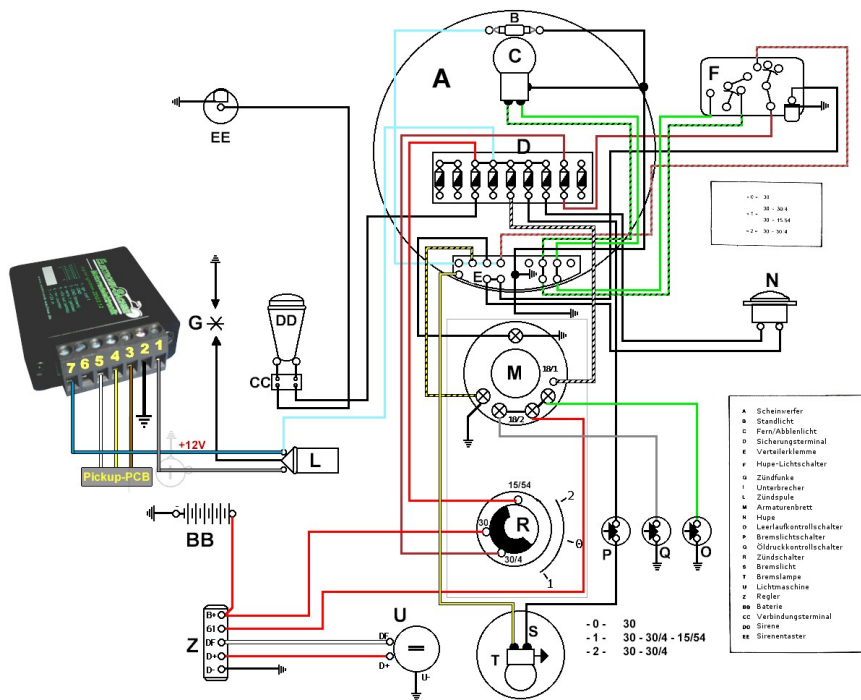 B
C
A
F
D
EE
- 0 - 30
- 1 - 30 - 30/4
30 - 15/54
- 2 - 30 - 30/4
E
N
G
DD
CC
M
18/1
18/2
7 6 5 4 3 2 1
+12V
Pickup-PCB
L
15/54
30
R
30/4
2
0
1
BB
P
Q
O
B+
61
DF
D+
D-
Z
U
DF
D+
U-
S
T
- 0 - 30
- 1 - 30 - 30/4 - 15/54
- 2 - 30 - 30/4
A Scheinwerfer
B Standlicht
C Fern/Abblenlicht
D Sicherungsterminal
E Verteilerklemme
F Hupe-Lichtschalter
Q Zündfunke
I Unterbrecher
L Zündspule
M Armaturenbrett
N Hupe
O Leerlaufkontrollschalter
P Bremslichtschalter
Q Öldruckkontrollschalter
R Zündschalter
S Bremslicht
T Bremslampe
U Lichtmaschine
Z Regler
BB Baterie
CC Verbindungsterminal
DD Sirene
EE Sirenentaster